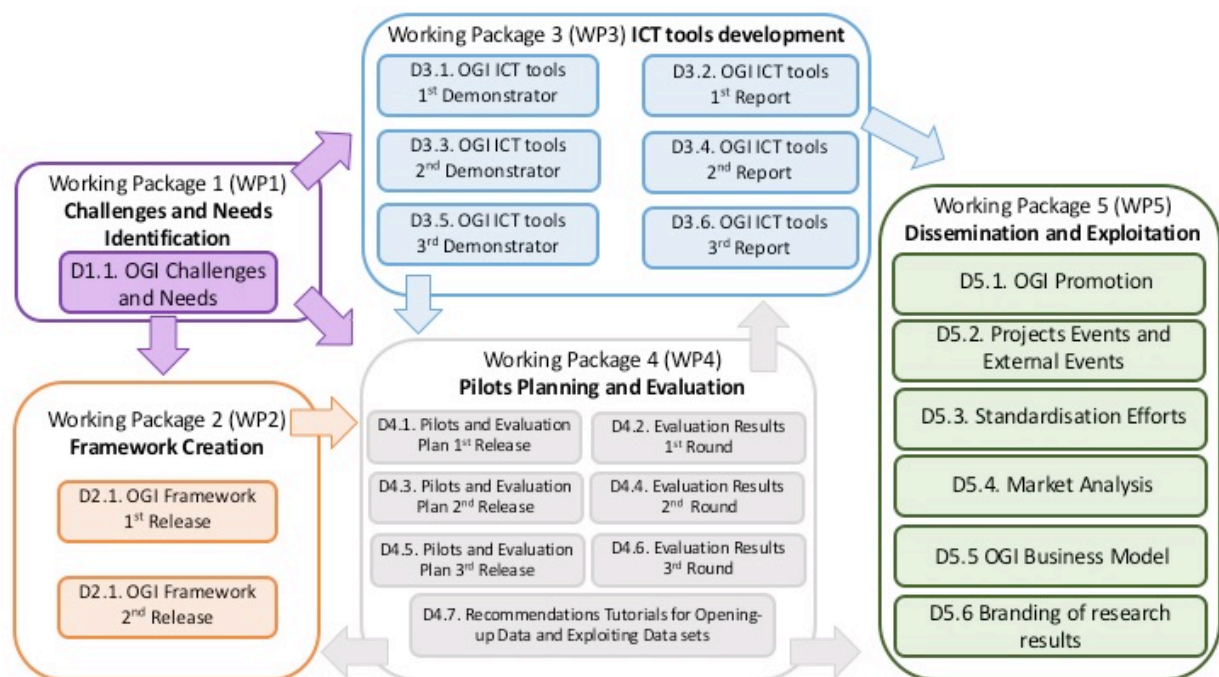 Working Package 3 (WP3) ICT tools development
D3.1. OGI ICT tools
1st Demonstrator
D3.2. OGI ICT tools
1st Report
D3.3. OGI ICT tools
2nd Demonstrator
D3.4. OGI ICT tools
2nd Report
D3.5. OGI ICT tools
3rd Demonstrator
D3.6. OGI ICT tools
3rd Report
Working Package 1 (WP1)
Challenges and Needs
Identification
D1.1. OGI Challenges
and Needs
Working Package 2 (WP2)
Framework Creation
D2.1. OGI Framework
1st Release
D2.1. OGI Framework
2nd Release
Working Package 4 (WP4)
Pilots Planning and Evaluation
D4.1. Pilots and Evaluation
Plan 1st Release
D4.2. Evaluation Results
1st Round
D4.3. Pilots and Evaluation
Plan 2nd Release
D4.4. Evaluation Results
2nd Round
D4.5. Pilots and Evaluation
Plan 3rd Release
D4.6. Evaluation Results
3rd Round
D4.7. Recommendations Tutorials for Opening-
up Data and Exploiting Data sets
Working Package 5 (WP5)
Dissemination and Exploitation
D5.1. OGI Promotion
D5.2. Projects Events and
External Events
D5.3. Standardisation Efforts
D5.4. Market Analysis
D5.5 OGI Business Model
D5.6 Branding of research
results